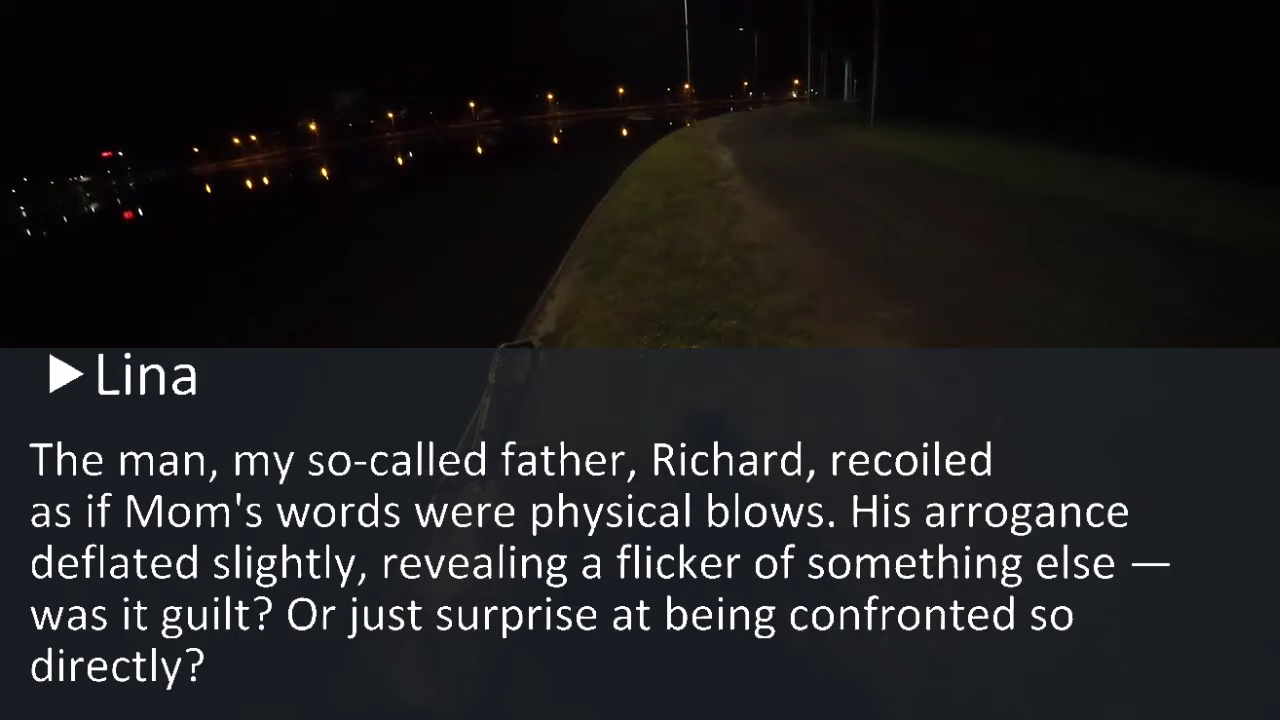 ▶Lina
The man, my so-called father, Richard, recoiled
as if Mom's words were physical blows. His arrogance
deflated slightly, revealing a flicker of something else —
was it guilt? Or just surprise at being confronted so
directly?